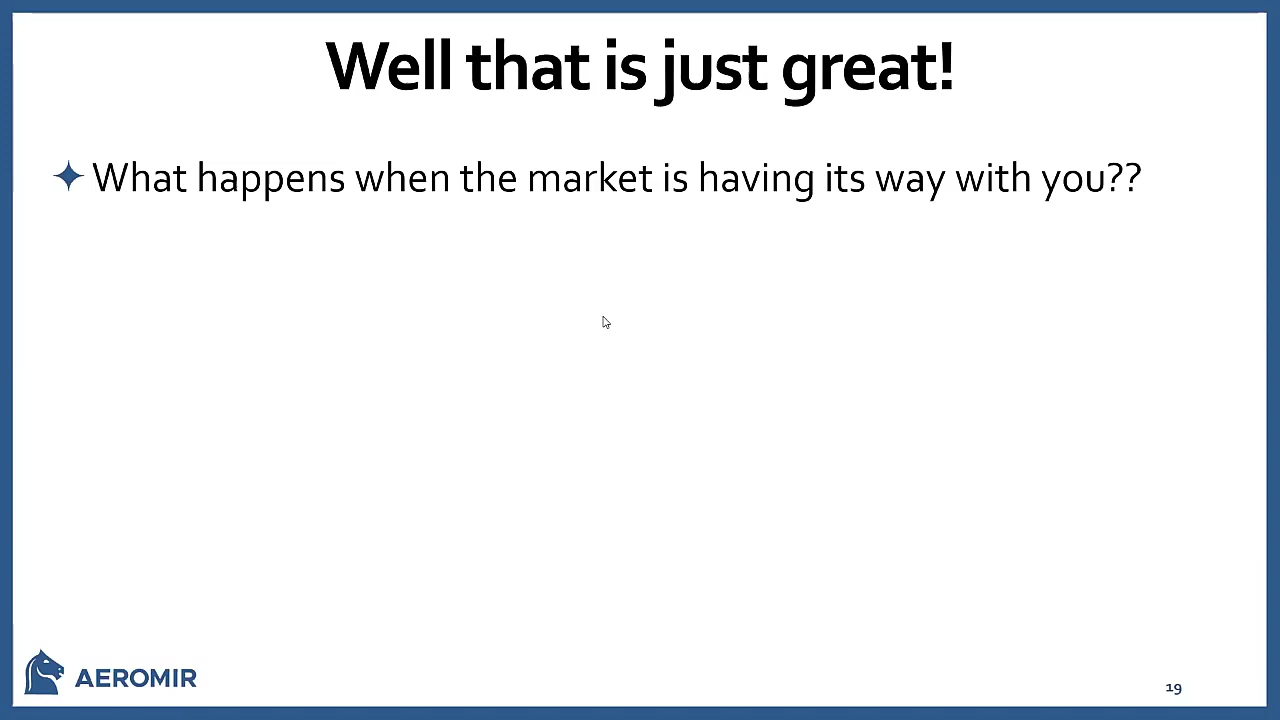 Well that is just great!
What happens when the market is having its way with you??
AEROMIR
19